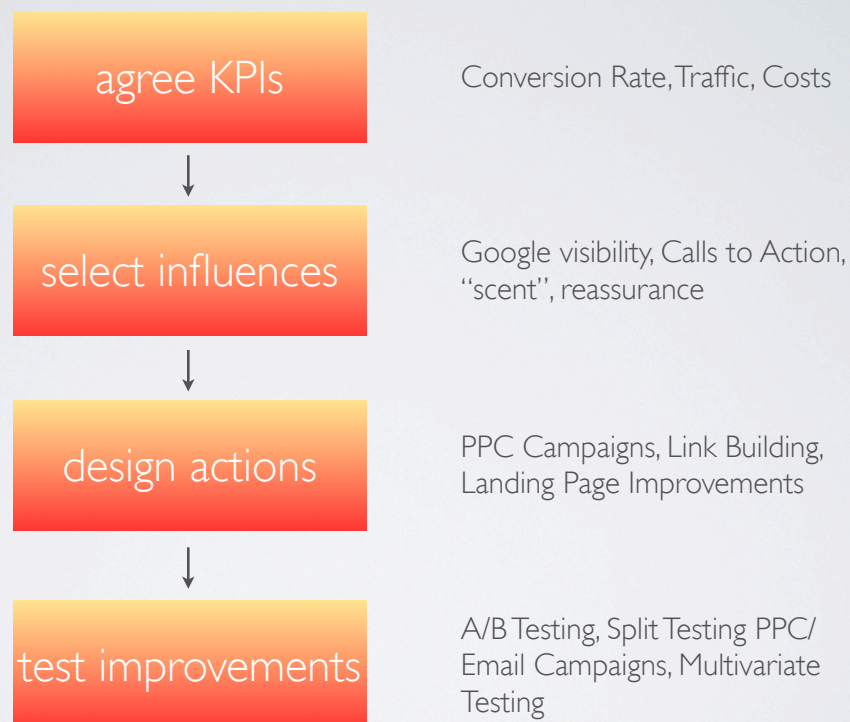 agree KPIs
Conversion Rate, Traffic, Costs
select influences
Google visibility, Calls to Action,
“scent”, reassurance
design actions
PPC Campaigns, Link Building,
Landing Page Improvements
test improvements
A/B Testing, Split Testing PPC/
Email Campaigns, Multivariate
Testing